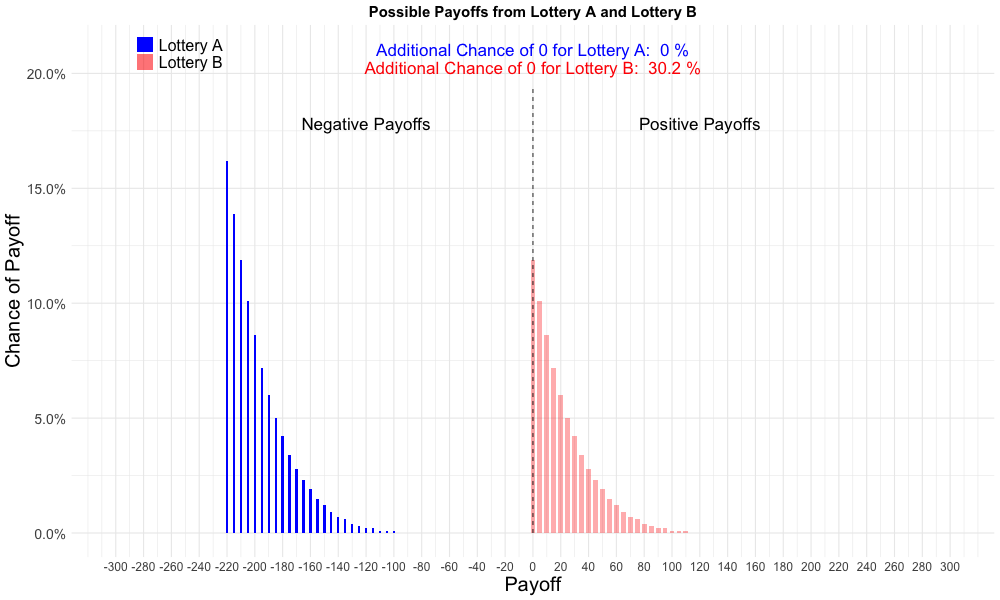 Possible Payoffs from Lottery A and Lottery B
Lottery A
Lottery B
Additional Chance of 0 for Lottery A:  0 %
Additional Chance of 0 for Lottery B:  30.2 %
Negative Payoffs
Positive Payoffs
Chance of Payoff
20.0%
15.0%
10.0%
5.0%
0.0%
-300 -280 -260 -240 -220 -200 -180 -160 -140 -120 -100 -80 -60 -40 -20 0 20 40 60 80 100 120 140 160 180 200 220 240 260 280 300
Payoff